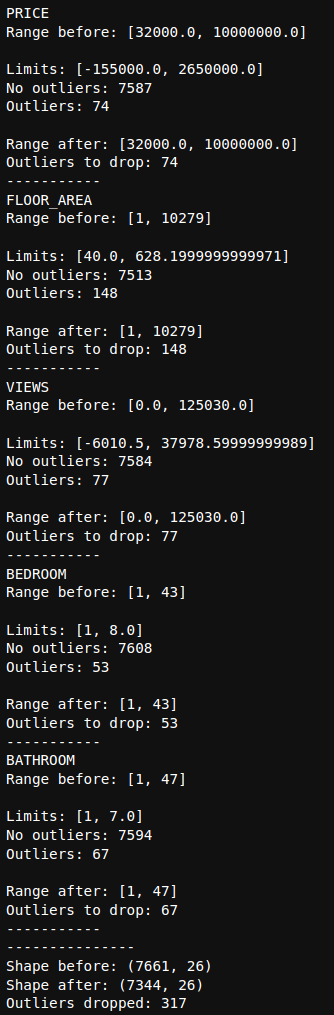 PRICE
Range before: [32000.0, 10000000.0]
Limits: [-155000.0, 2650000.0]
No outliers: 7587
Outliers: 74
Range after: [32000.0, 10000000.0]
Outliers to drop: 74
-----------
FLOOR_AREA
Range before: [1, 10279]
Limits: [40.0, 628.1999999999971]
No outliers: 7513
Outliers: 148
Range after: [1, 10279]
Outliers to drop: 148
-----------
VIEWS
Range before: [0.0, 125030.0]
Limits: [-6010.5, 37978.59999999989]
No outliers: 7584
Outliers: 77
Range after: [0.0, 125030.0]
Outliers to drop: 77
-----------
BEDROOM
Range before: [1, 43]
Limits: [1, 8.0]
No outliers: 7608
Outliers: 53
Range after: [1, 43]
Outliers to drop: 53
-----------
BATHROOM
Range before: [1, 47]
Limits: [1, 7.0]
No outliers: 7594
Outliers: 67
Range after: [1, 47]
Outliers to drop: 67
-----------
---------------
Shape before: (7661, 26)
Shape after: (7344, 26)
Outliers dropped: 317